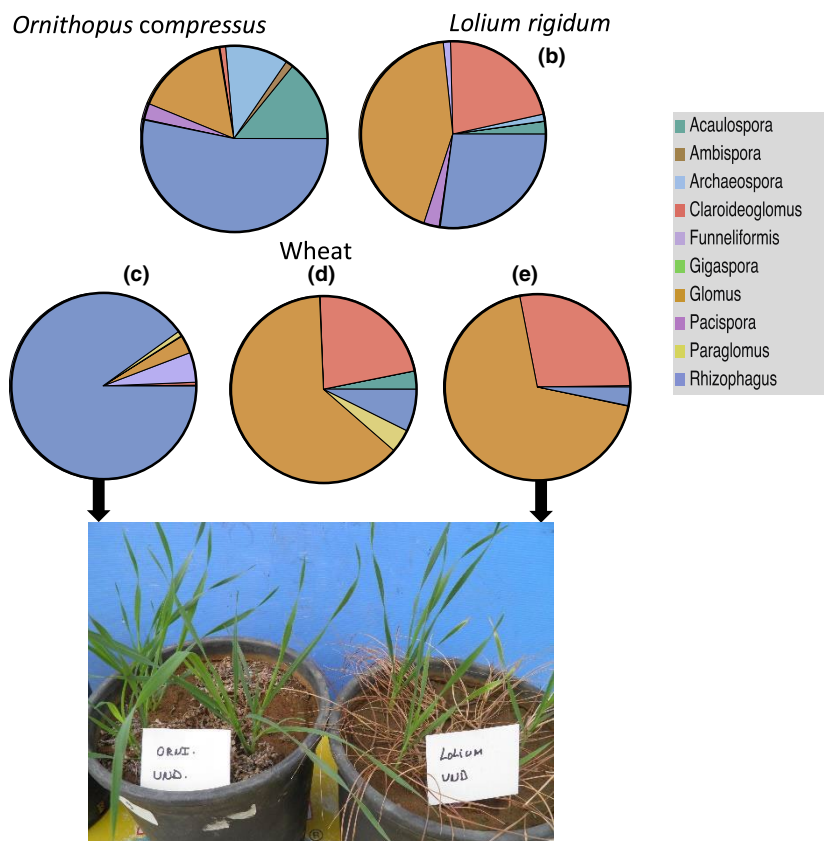 Ornithopus compressus
Lolium rigidum
(b)
Acaulospora
Ambispora
Archaeospora
Claroideoglomus
Funneliformis
Gigaspora
Glomus
Pacispora
Paraglomus
Rhizophagus
Wheat
(c)
(d)
(e)
ORNI.
UND.
LOLIUM
UND
®